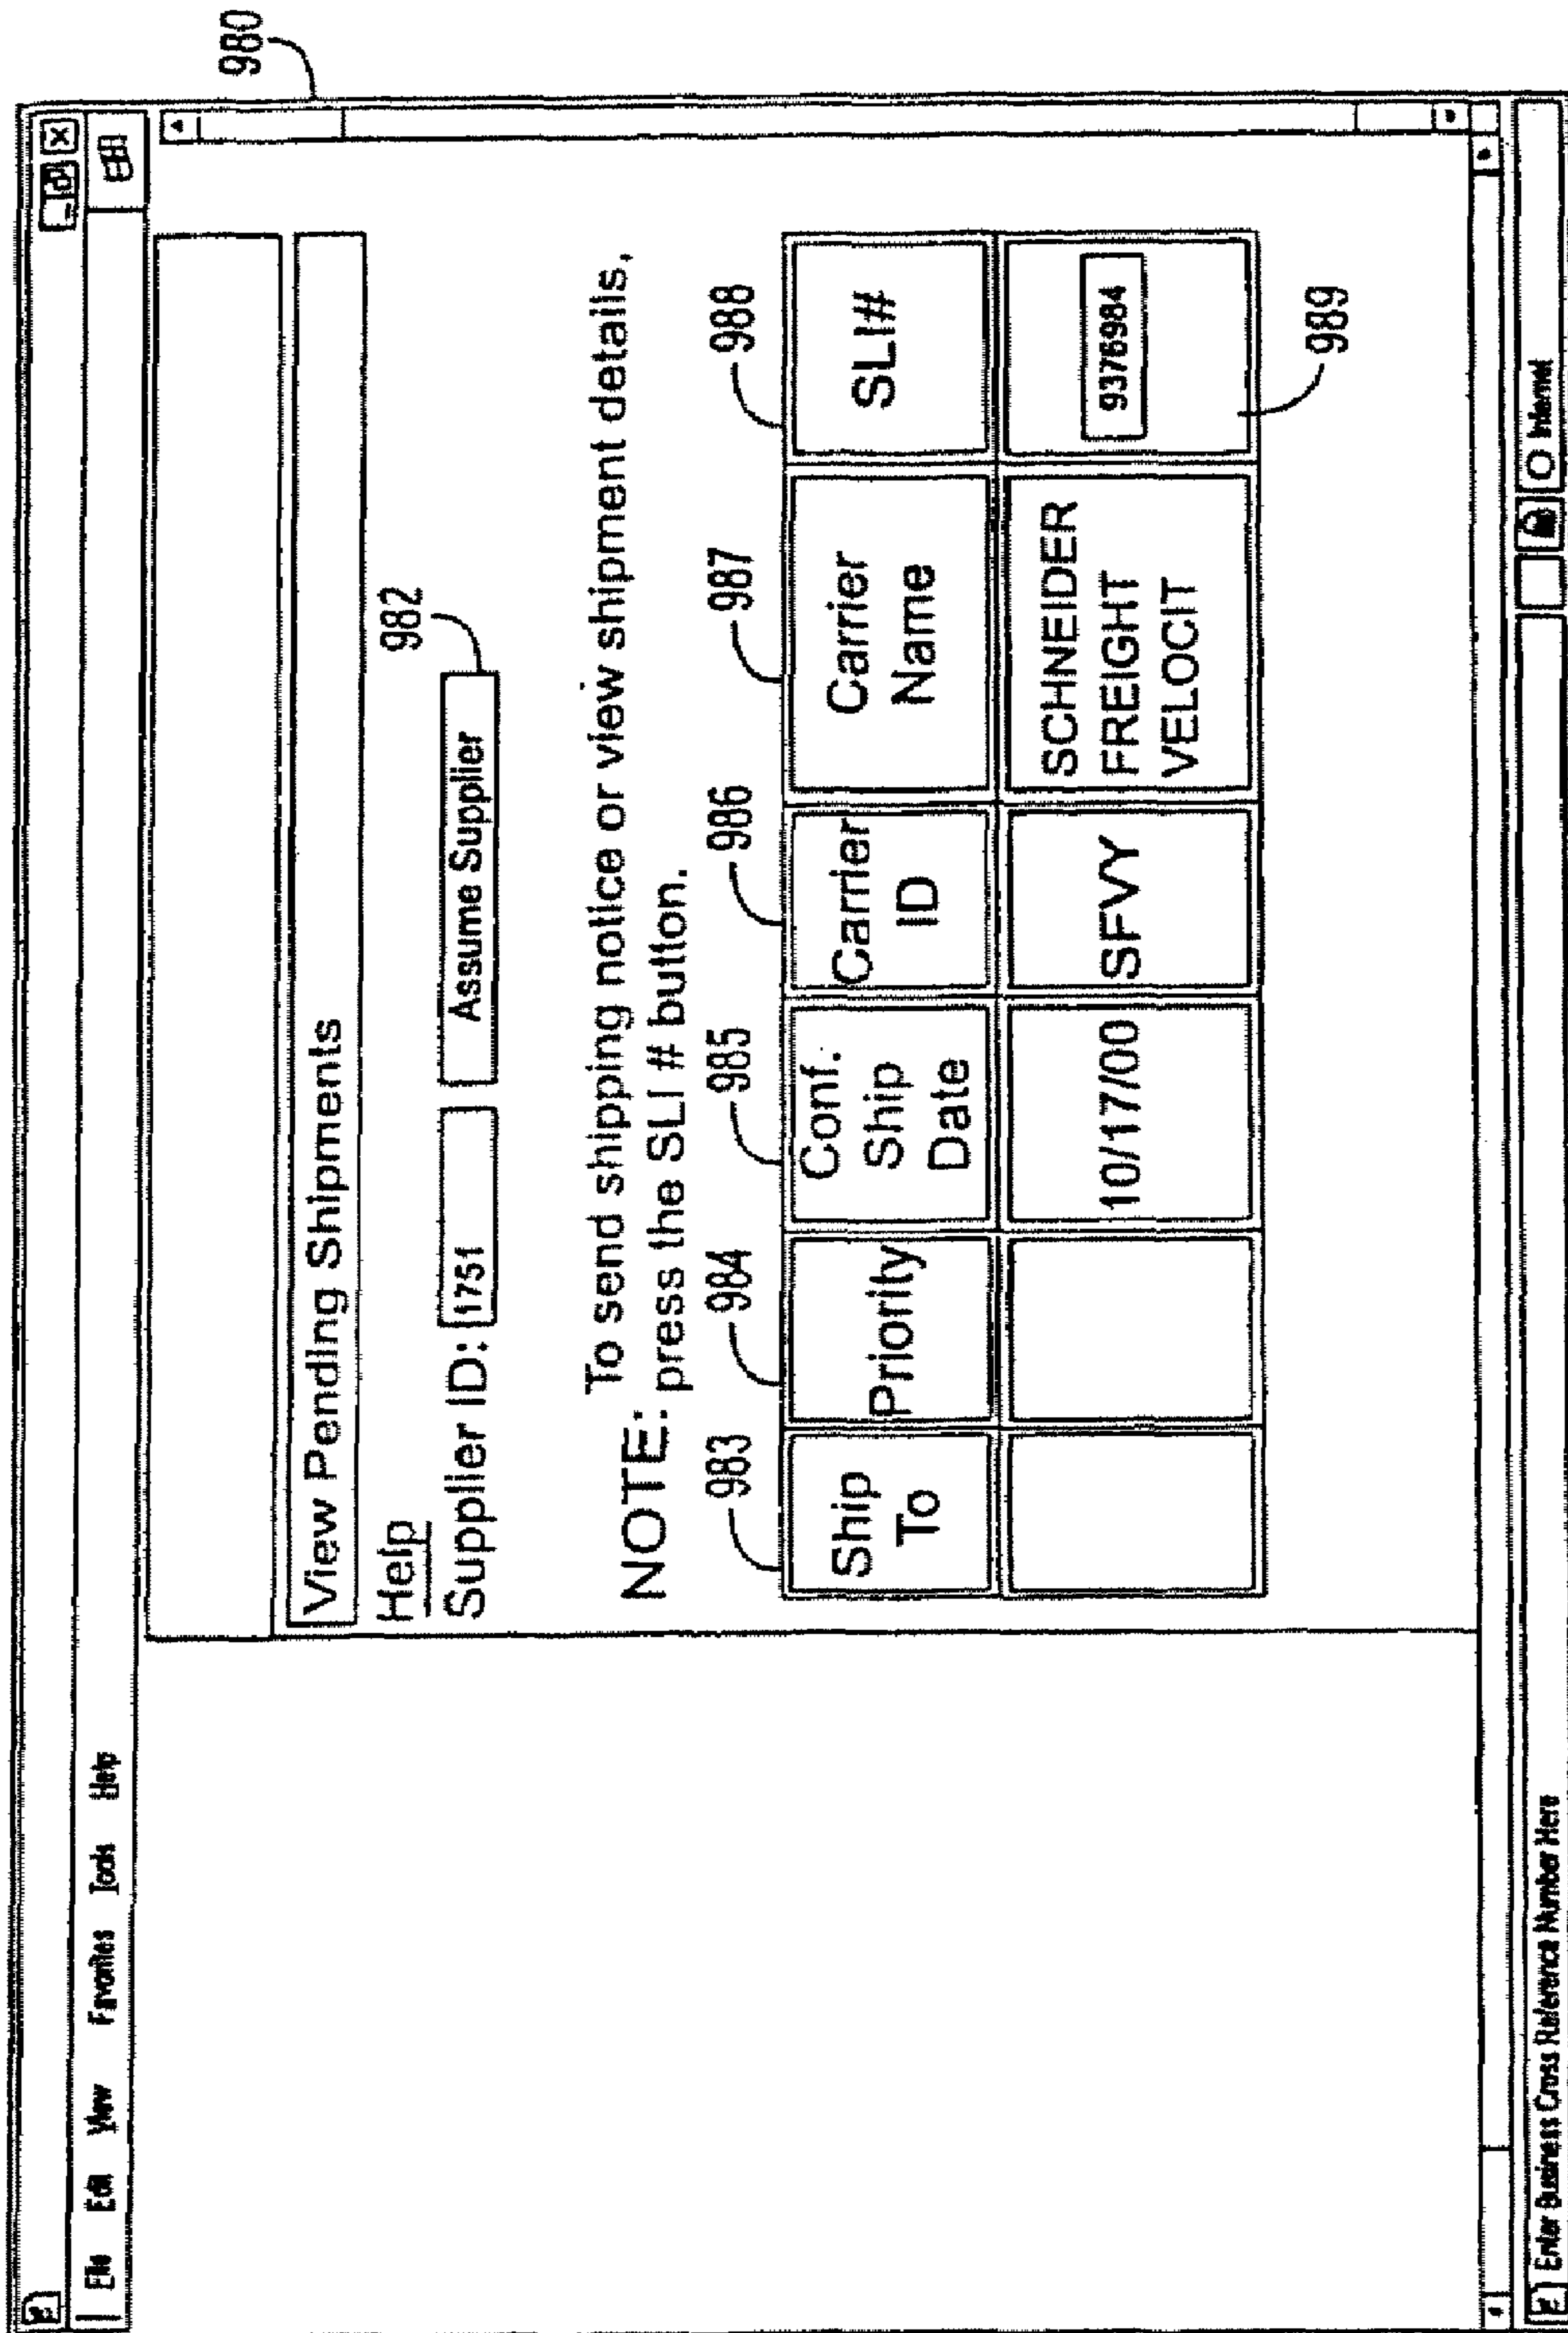 980
File Edit View Favorites Tools Help
View Pending Shipments
Help
982
Supplier ID: 1751 Assume Supplier
NOTE: To send shipping notice or view shipment details,
press the SLI # button.
983 984 985 986 987 988
Ship To Priority Conf. Ship Date Carrier ID Carrier Name SLI#
10/17/00 SFVY SCHNEIDER FREIGHT VELOCIT 9376984
989
Enter Business Cross Reference Number Here Internet